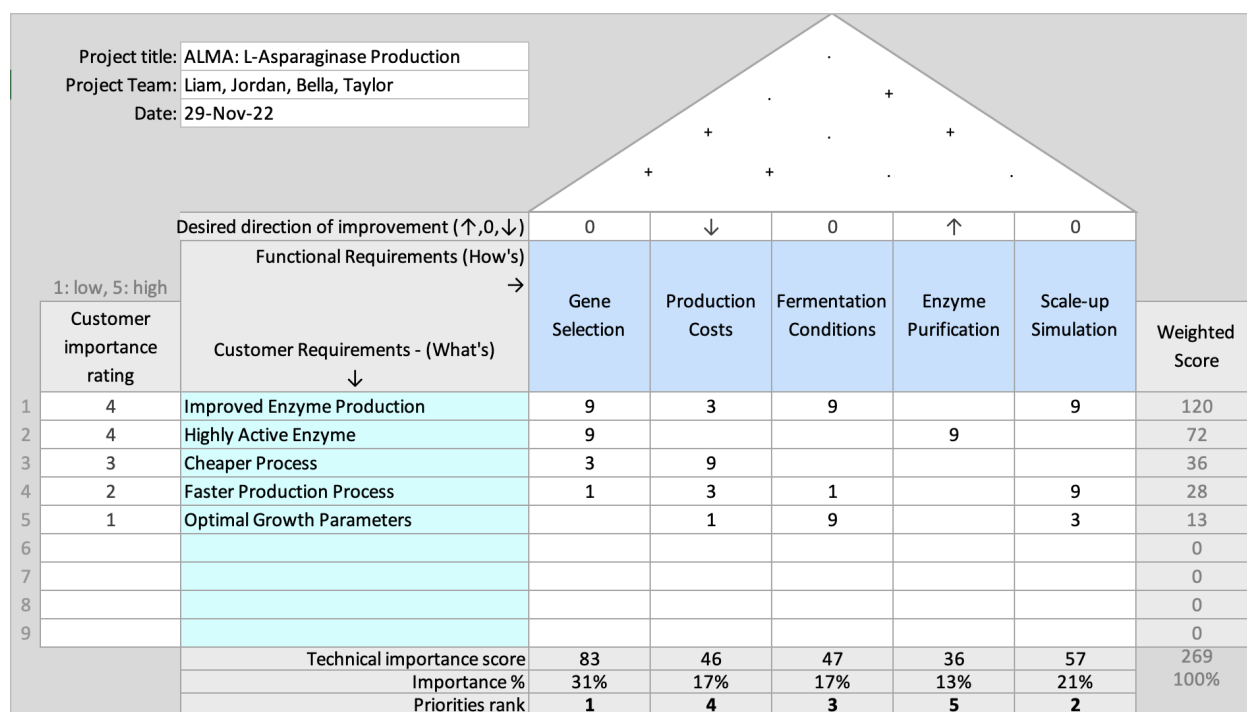 Project title: ALMA: L-Asparaginase Production
Project Team: Liam, Jordan, Bella, Taylor
Date: 29-Nov-22
.
. +
+ . +
+ + . .
Desired direction of improvement (↑,0,↓) 0 ↓ 0 ↑ 0
1: low, 5: high
Customer importance rating
Functional Requirements (How's)
→
Customer Requirements - (What's)
↓
Gene Selection
Production Costs
Fermentation Conditions
Enzyme Purification
Scale-up Simulation
Weighted Score
1 4 Improved Enzyme Production 9 3 9 9 120
2 4 Highly Active Enzyme 9 9 72
3 3 Cheaper Process 3 9 36
4 2 Faster Production Process 1 3 1 9 28
5 1 Optimal Growth Parameters 1 9 3 13
6 0
7 0
8 0
9 0
Technical importance score 83 46 47 36 57 269
Importance % 31% 17% 17% 13% 21% 100%
Priorities rank 1 4 3 5 2